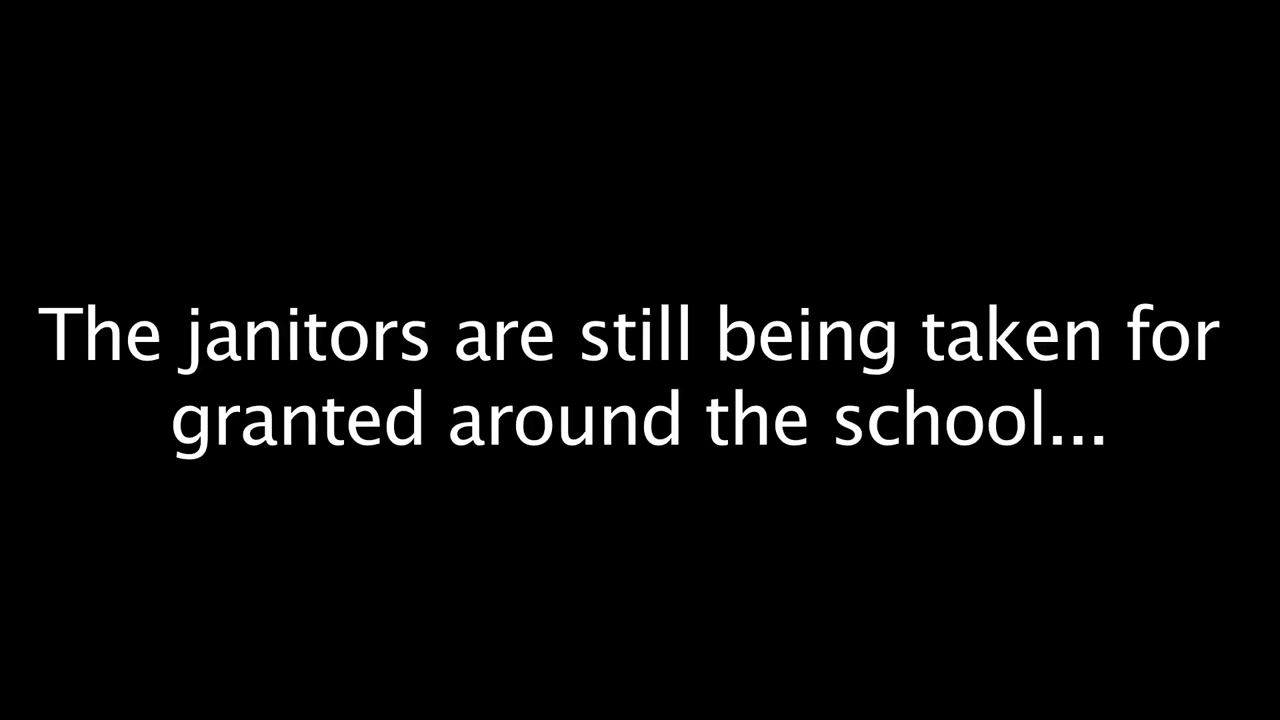 The janitors are still being taken for
granted around the school...